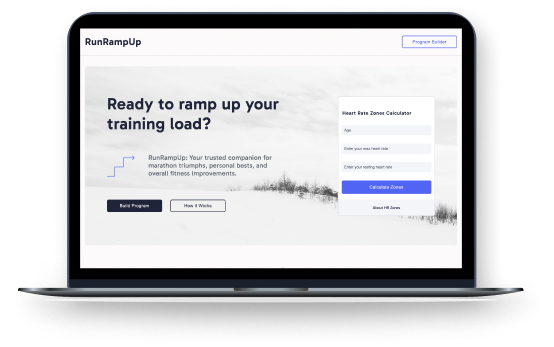 RunRampUp
Program Builder
Ready to ramp up your
training load?
RunRampUp: Your trusted companion for
marathon triumphs, personal bests, and
overall fitness improvements.
Build Program
How it Works
Heart Rate Zones Calculator
Age
Enter your max heart rate
Enter your resting heart rate
Calculate Zones
About HR Zones